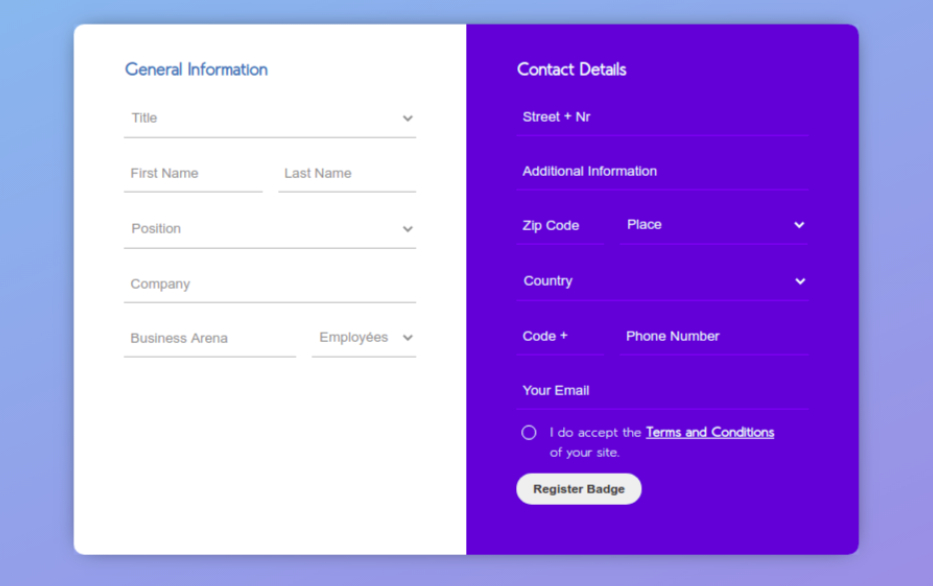 General Information
Title
First Name Last Name
Position
Company
Business Arena Employées
Contact Details
Street + Nr
Additional Information
Zip Code Place
Country
Code + Phone Number
Your Email
I do accept the Terms and Conditions
of your site.
Register Badge